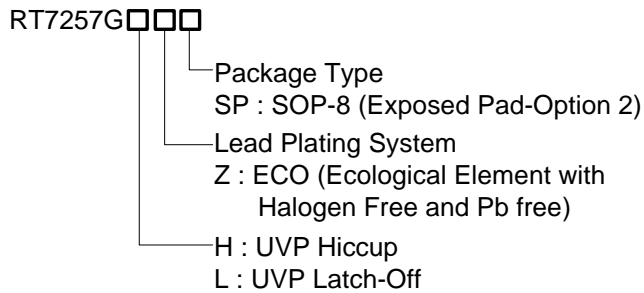 RT7257G□□□
Package Type
SP : SOP-8 (Exposed Pad-Option 2)
Lead Plating System
Z : ECO (Ecological Element with
Halogen Free and Pb free)
H : UVP Hiccup
L : UVP Latch-Off